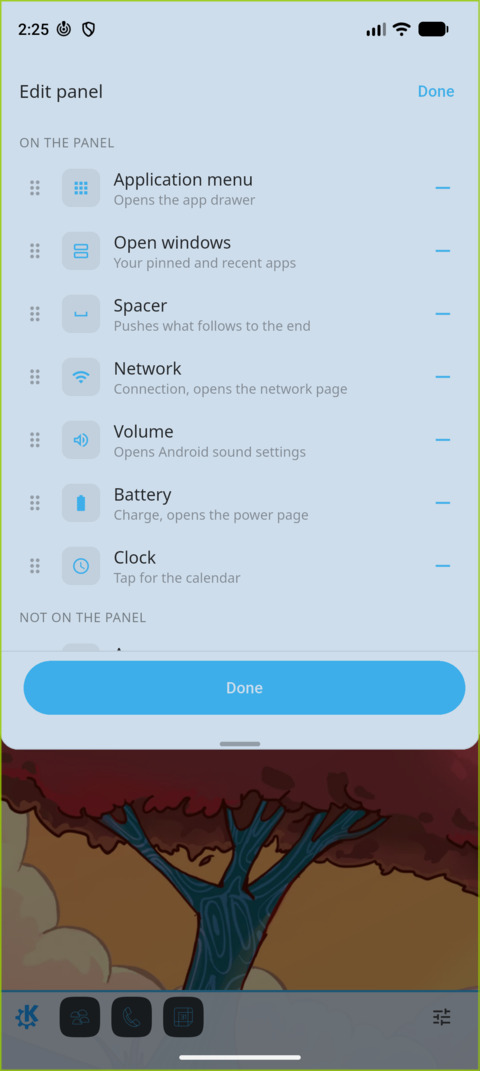 2:25
Edit panel
Done
ON THE PANEL
Application menu
Opens the app drawer
Open windows
Your pinned and recent apps
Spacer
Pushes what follows to the end
Network
Connection, opens the network page
Volume
Opens Android sound settings
Battery
Charge, opens the power page
Clock
Tap for the calendar
NOT ON THE PANEL
Done